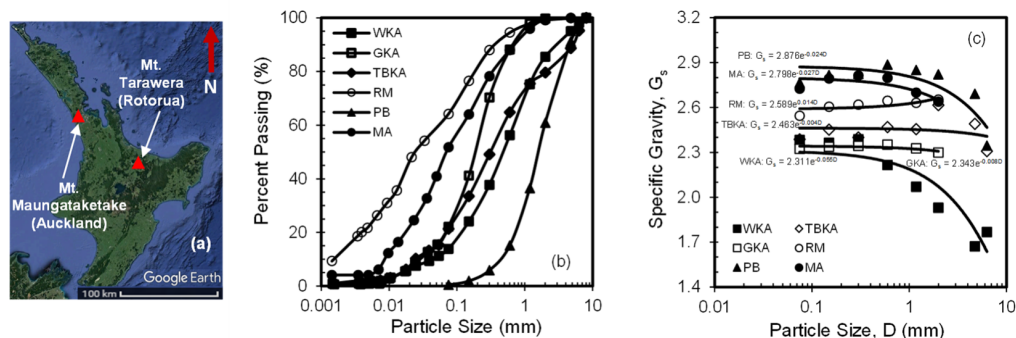 Mt.
Tarawera
(Rotorua)
N
Mt.
Maungataketake
(Auckland)
(a)
Google Earth
100 km
Percent Passing (%)
100
80
60
40
20
0
WKA
GKA
TBKA
RM
PB
MA
(b)
0.001
0.01
0.1
1
10
Particle Size (mm)
Specific Gravity, Gs
3.2
2.9
2.6
2.3
2.0
1.7
1.4
(c)
PB: Gs = 2.876e-0.024D
MA: Gs = 2.798e-0.027D
RM: Gs = 2.589e0.014D
TBKA: Gs = 2.463e-0.004D
WKA: Gs = 2.311e-0.055D
GKA: Gs = 2.343e-0.008D
WKA
TBKA
GKA
RM
PB
MA
0.01
0.1
1
10
Particle Size, D (mm)